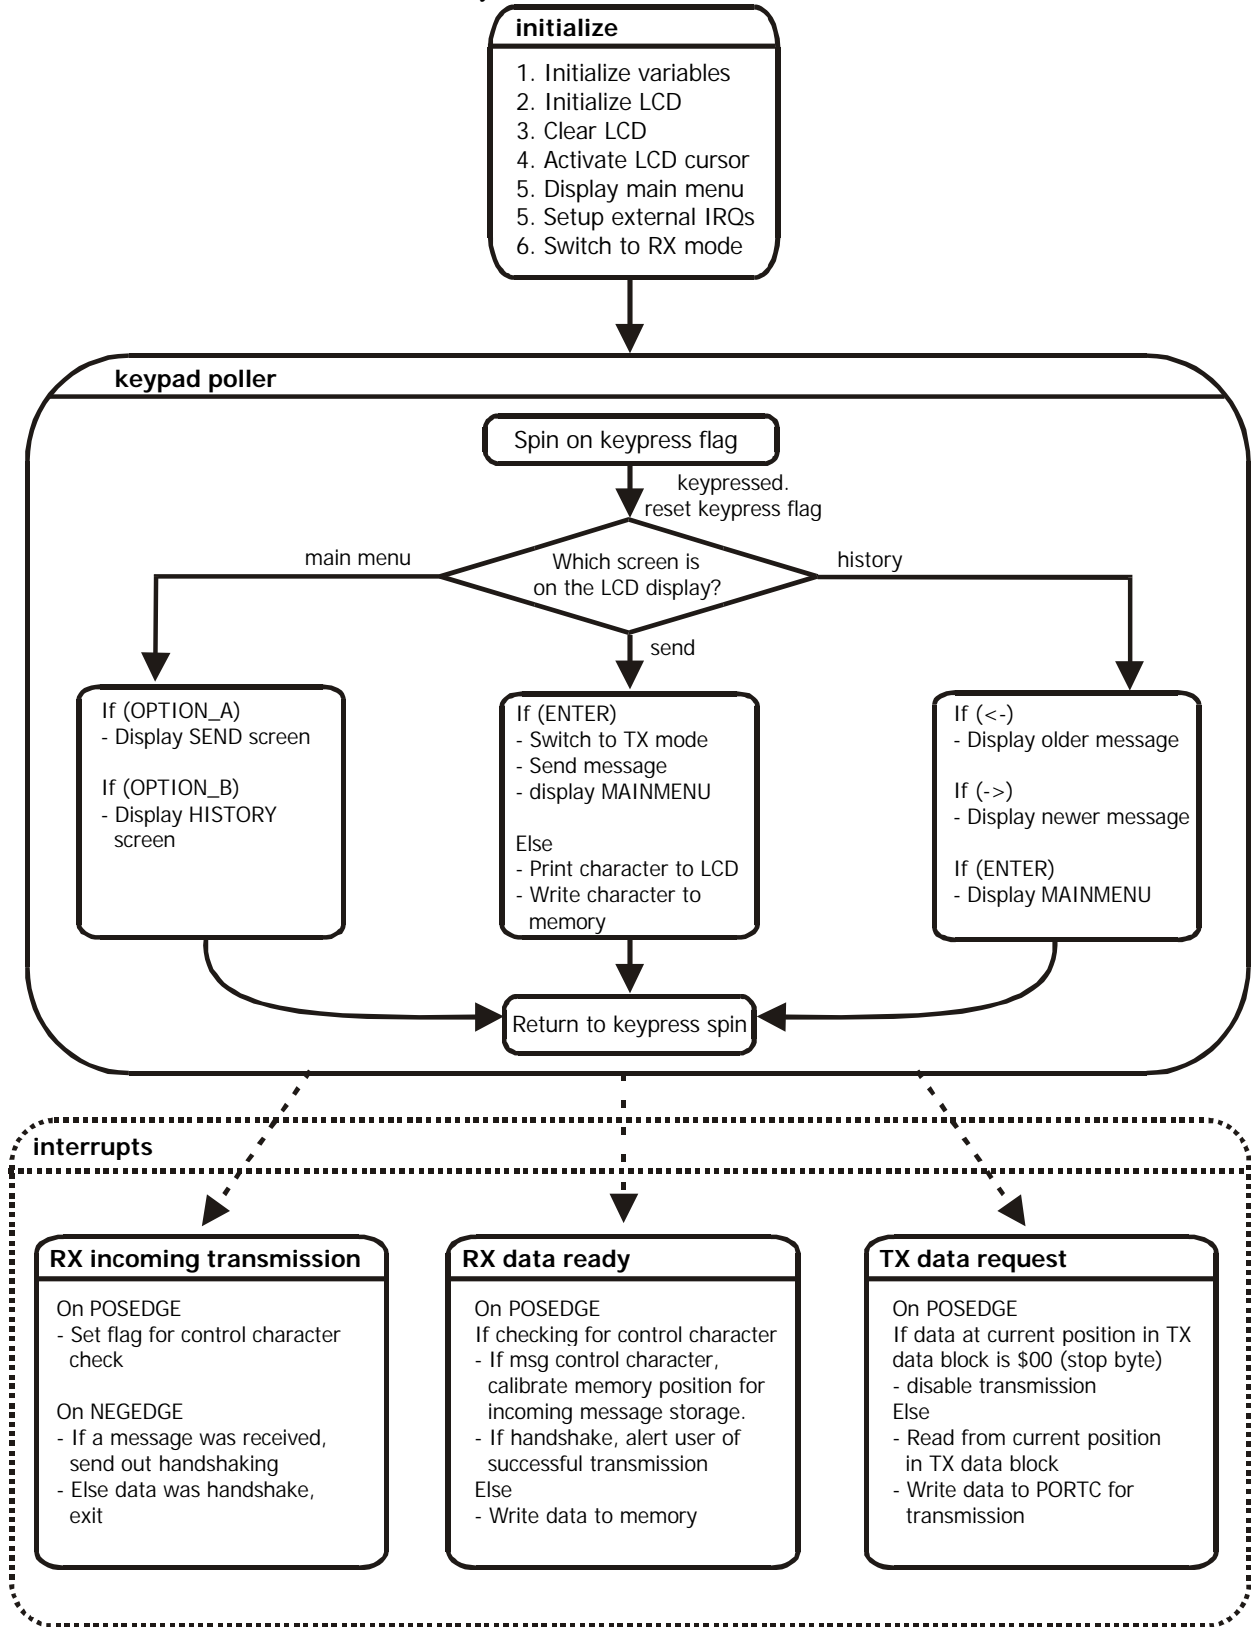 initialize
1. Initialize variables
2. Initialize LCD
3. Clear LCD
4. Activate LCD cursor
5. Display main menu
5. Setup external IRQs
6. Switch to RX mode
keypad poller
Spin on keypress flag
keypressed.
reset keypress flag
Which screen is
on the LCD display?
main menu
send
history
If (OPTION_A)
- Display SEND screen
If (OPTION_B)
- Display HISTORY
screen
If (ENTER)
- Switch to TX mode
- Send message
- display MAINMENU
Else
- Print character to LCD
- Write character to
memory
If (<-)
- Display older message
If (->)
- Display newer message
If (ENTER)
- Display MAINMENU
Return to keypress spin
interrupts
RX incoming transmission
On POSEDGE
- Set flag for control character
check
On NEGEDGE
- If a message was received,
send out handshaking
- Else data was handshake,
exit
RX data ready
On POSEDGE
If checking for control character
- If msg control character,
calibrate memory position for
incoming message storage.
- If handshake, alert user of
successful transmission
Else
- Write data to memory
TX data request
On POSEDGE
If data at current position in TX
data block is $00 (stop byte)
- disable transmission
Else
- Read from current position
in TX data block
- Write data to PORTC for
transmission